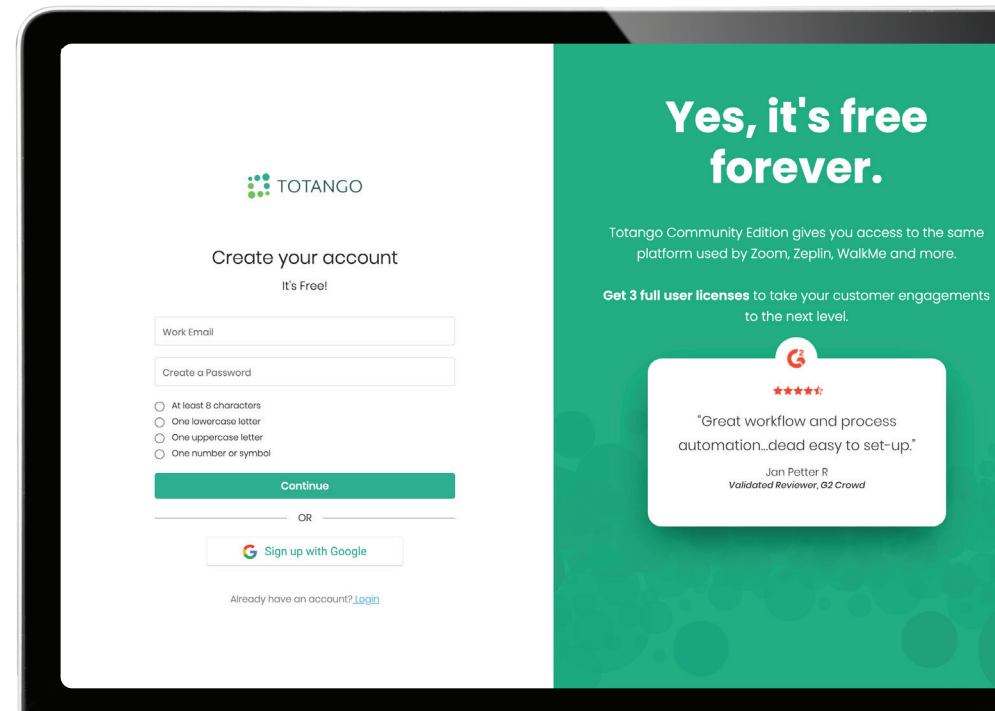 TOTANGO
Create your account
It's Free!
Work Email
Create a Password
At least 8 characters
One lowercase letter
One uppercase letter
One number or symbol
Continue
OR
Sign up with Google
Already have an account? Login
Yes, it's free
forever.
Totango Community Edition gives you access to the same
platform used by Zoom, Zeplin, WalkMe and more.
Get 3 full user licenses to take your customer engagements
to the next level.
G2
"Great workflow and process
automation...dead easy to set-up."
Jan Petter R
Validated Reviewer, G2 Crowd